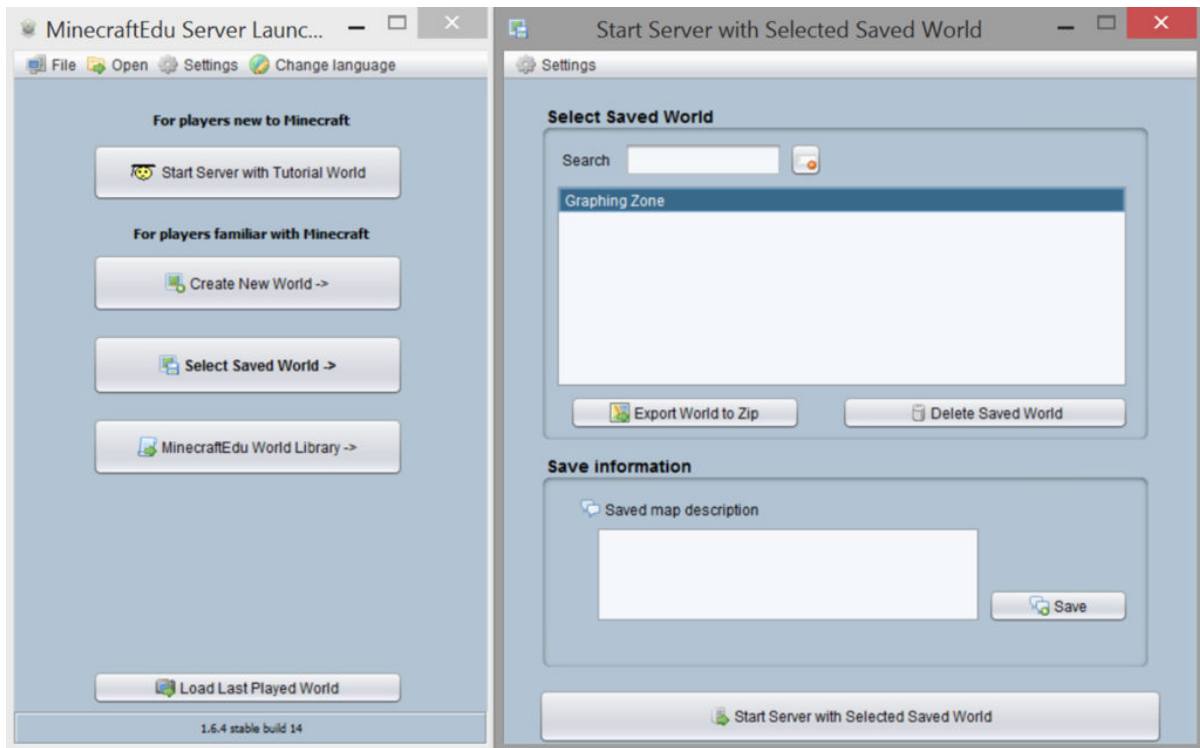 MinecraftEdu Server Launc...
File Open Settings Change language
For players new to Minecraft
Start Server with Tutorial World
For players familiar with Minecraft
Create New World ->
Select Saved World ->
MinecraftEdu World Library ->
Load Last Played World
1.6.4 stable build 14
Start Server with Selected Saved World
Settings
Select Saved World
Search
Graphing Zone
Export World to Zip
Delete Saved World
Save information
Saved map description
Save
Start Server with Selected Saved World